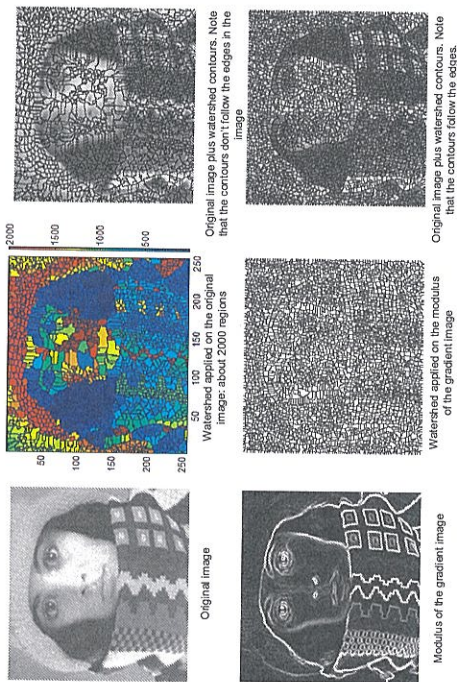 Original image
50
100
150
200
250
50
100
150
200
250
2000
1500
1000
500
Watershed applied on the original
image: about 2000 regions
Original image plus watershed contours. Note
that the contours don't follow the edges in the
image
Modulus of the gradient image
Watershed applied on the modulus
of the gradient image
Original image plus watershed contours. Note
that the contours follow the edges.